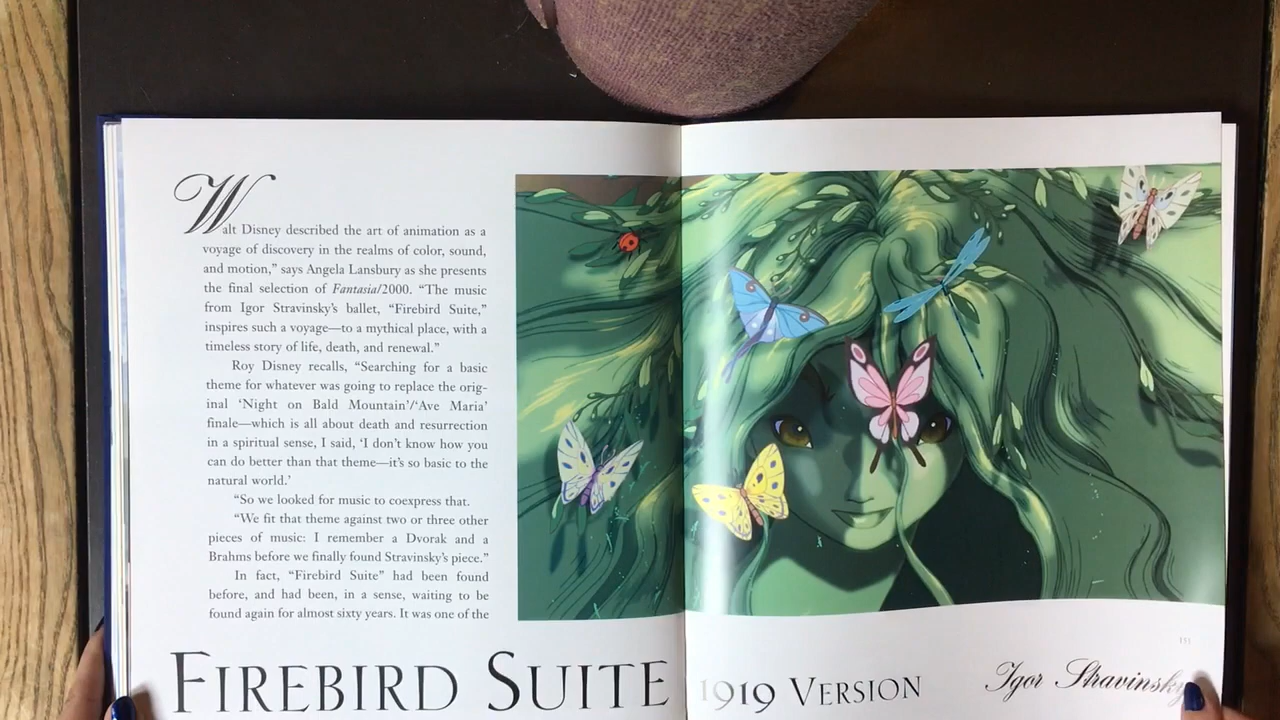 Walt Disney described the art of animation as a
voyage of discovery in the realms of color, sound,
and motion,” says Angela Lansbury as she presents
the final selection of Fantasia/2000. “The music
from Igor Stravinsky’s ballet, “Firebird Suite,”
inspires such a voyage—to a mythical place, with a
timeless story of life, death, and renewal.”
Roy Disney recalls, “Searching for a basic
theme for whatever was going to replace the orig-
inal ‘Night on Bald Mountain’/‘Ave Maria’
finale—which is all about death and resurrection
in a spiritual sense, I said, ‘I don’t know how you
can do better than that theme—it’s so basic to the
natural world.’
“So we looked for music to coexpress that.
“We fit that theme against two or three other
pieces of music: I remember a Dvorak and a
Brahms before we finally found Stravinsky’s piece.”
In fact, “Firebird Suite” had been found
before, and had been, in a sense, waiting to be
found again for almost sixty years. It was one of the
FIREBIRD SUITE 1919 VERSION
Igor Stravinsky
151